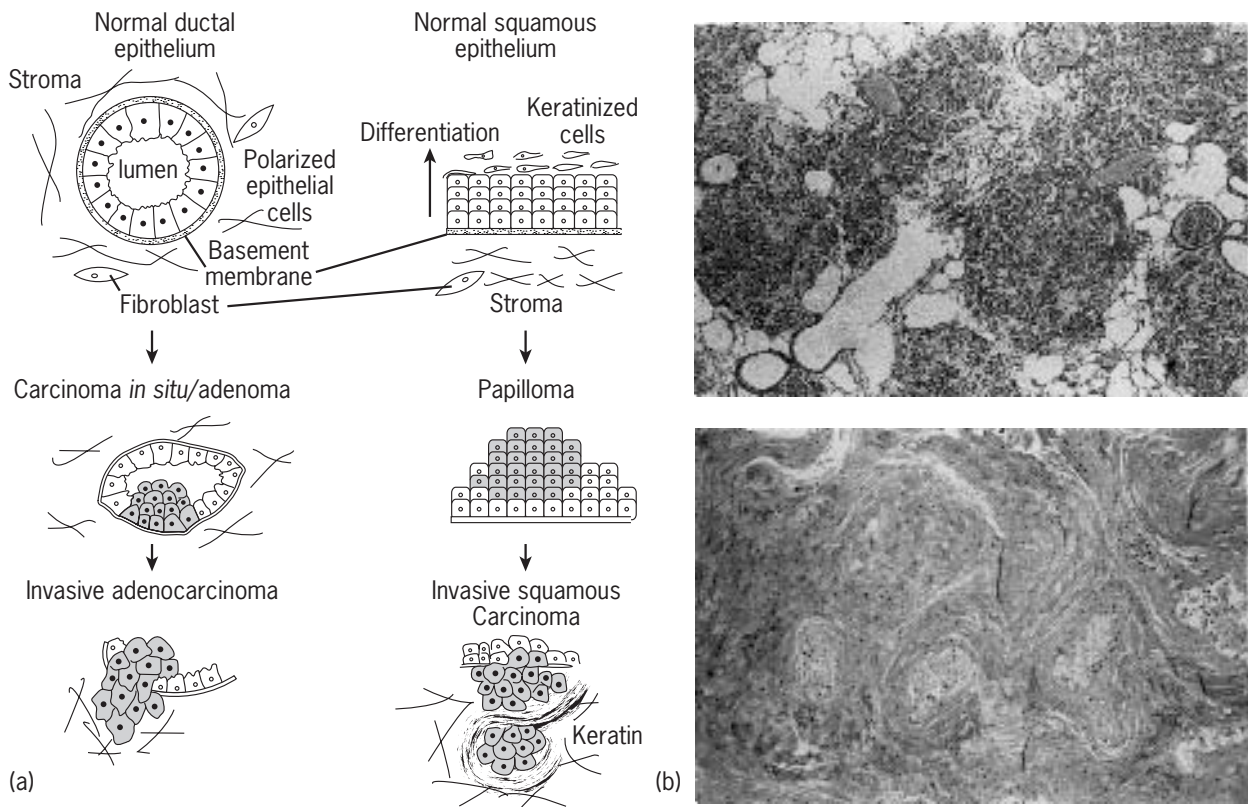 Normal ductal
epithelium
Stroma
lumen
Polarized
epithelial
cells
Basement
membrane
Fibroblast
Normal squamous
epithelium
Differentiation
Keratinized
cells
Stroma
Carcinoma in situ/adenoma
Papilloma
Invasive adenocarcinoma
Invasive squamous
Carcinoma
Keratin
(a)
(b)